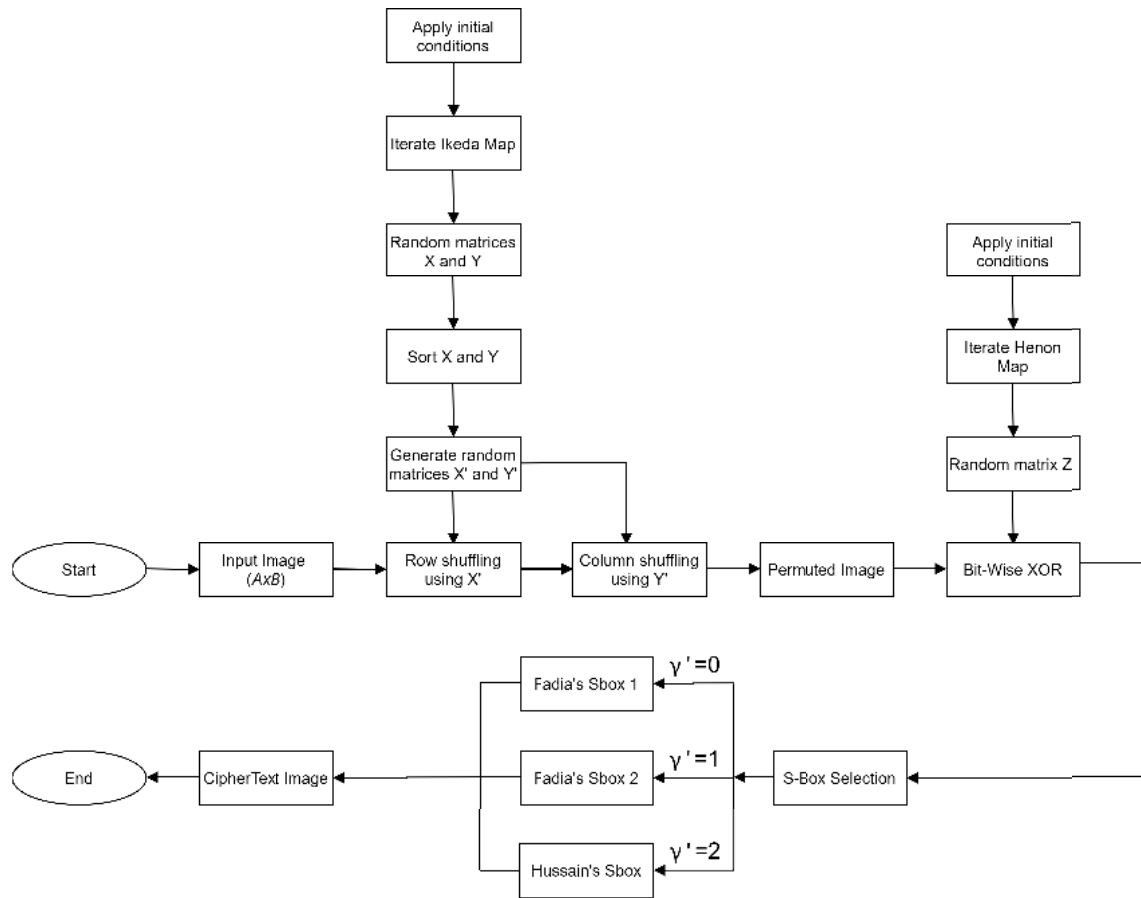 Apply initial
conditions
Iterate Ikeda Map
Random matrices
X and Y
Sort X and Y
Generate random
matrices X' and Y'
Apply initial
conditions
Iterate Henon
Map
Random matrix Z
Start
Input Image
(AxB)
Row shuffling
using X'
Column shuffling
using Y'
Permuted Image
Bit-Wise XOR
Fadia's Sbox 1
γ'=0
End
CipherText Image
Fadia's Sbox 2
γ'=1
S-Box Selection
Hussain's Sbox
γ'=2